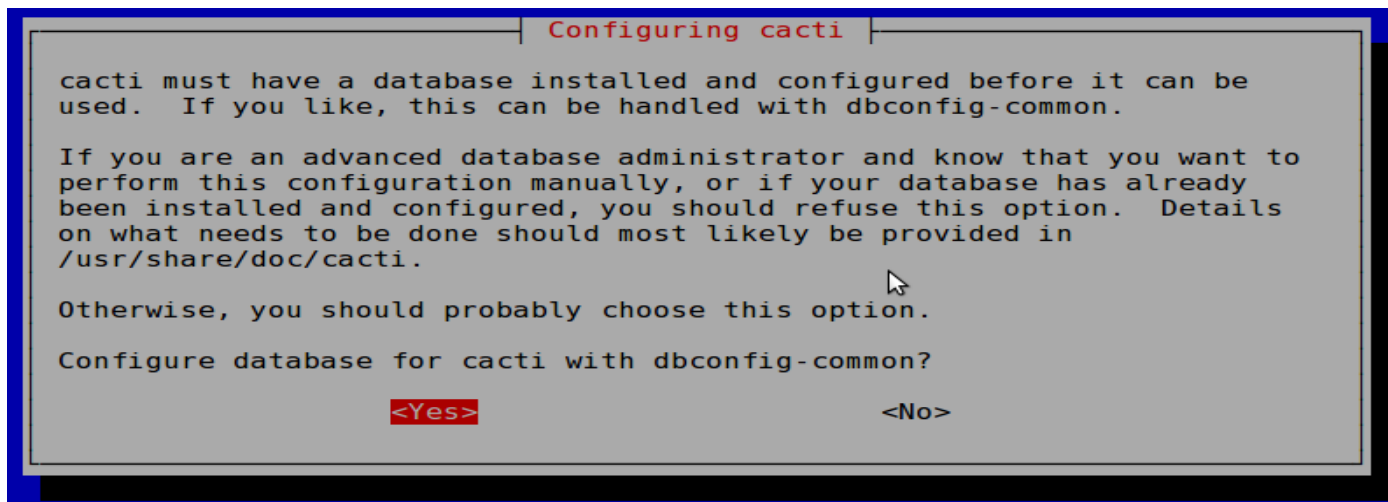 Configuring cacti
cacti must have a database installed and configured before it can be
used.  If you like, this can be handled with dbconfig-common.
If you are an advanced database administrator and know that you want to
perform this configuration manually, or if your database has already
been installed and configured, you should refuse this option.  Details
on what needs to be done should most likely be provided in
/usr/share/doc/cacti.
Otherwise, you should probably choose this option.
Configure database for cacti with dbconfig-common?
<Yes> <No>